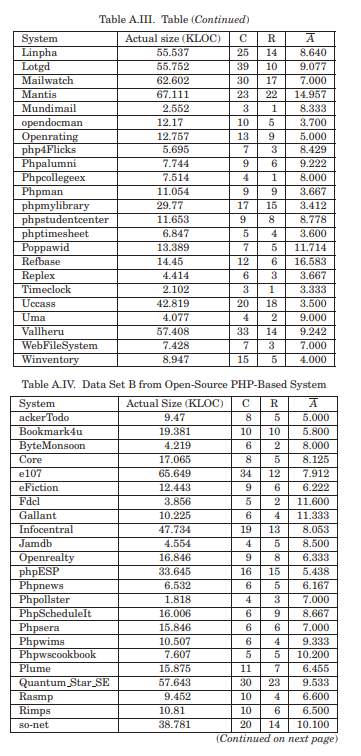 Table A.III. Table (Continued)
System Actual size (KLOC) C R A
Linpha 55.537 25 14 8.640
Lotgd 55.752 39 10 9.077
Mailwatch 62.602 30 17 7.000
Mantis 67.111 23 22 14.957
Mundimail 2.552 3 1 8.333
opendocman 12.17 10 5 3.700
Openrating 12.757 13 9 5.000
php4Flicks 5.695 7 3 8.429
Phpalumni 7.744 9 6 9.222
Phpcollegeex 7.514 4 1 8.000
Phpman 11.054 9 9 3.667
phpmylibrary 29.77 17 15 3.412
phpstudentcenter 11.653 9 8 8.778
phptimesheet 6.847 5 4 3.600
Poppawid 13.389 7 5 11.714
Refbase 14.45 12 6 16.583
Replex 4.414 6 3 3.667
Timeclock 2.102 3 1 3.333
Uccass 42.819 20 18 3.500
Uma 4.077 4 2 9.000
Vallheru 57.408 33 14 9.242
WebFileSystem 7.428 7 3 7.000
Winventory 8.947 15 5 4.000
Table A.IV. Data Set B from Open-Source PHP-Based System
System Actual Size (KLOC) C R A
ackerTodo 9.47 8 5 5.000
Bookmark4u 19.381 10 10 5.800
ByteMonsoon 4.219 6 2 8.000
Core 17.065 8 5 8.125
e107 65.649 34 12 7.912
eFiction 12.443 9 6 6.222
Fdcl 3.856 5 2 11.600
Gallant 10.225 6 4 11.333
Infocentral 47.734 19 13 8.053
Jamdb 4.554 4 5 8.500
Openrealty 16.846 9 8 6.333
phpESP 33.645 16 15 5.438
Phpnews 6.532 6 5 6.167
Phpollster 1.818 4 3 7.000
PhpScheduleIt 16.006 6 9 8.667
Phpsera 15.846 6 6 7.000
Phpwims 10.507 6 4 9.333
Phpwscookbook 7.607 5 5 10.200
Plume 15.875 11 7 6.455
Quantum_Star_SE 57.643 30 23 9.533
Rasmp 9.452 10 4 6.600
Rimps 10.81 10 6 6.500
so-net 38.781 20 14 10.100
(Continued on next page)